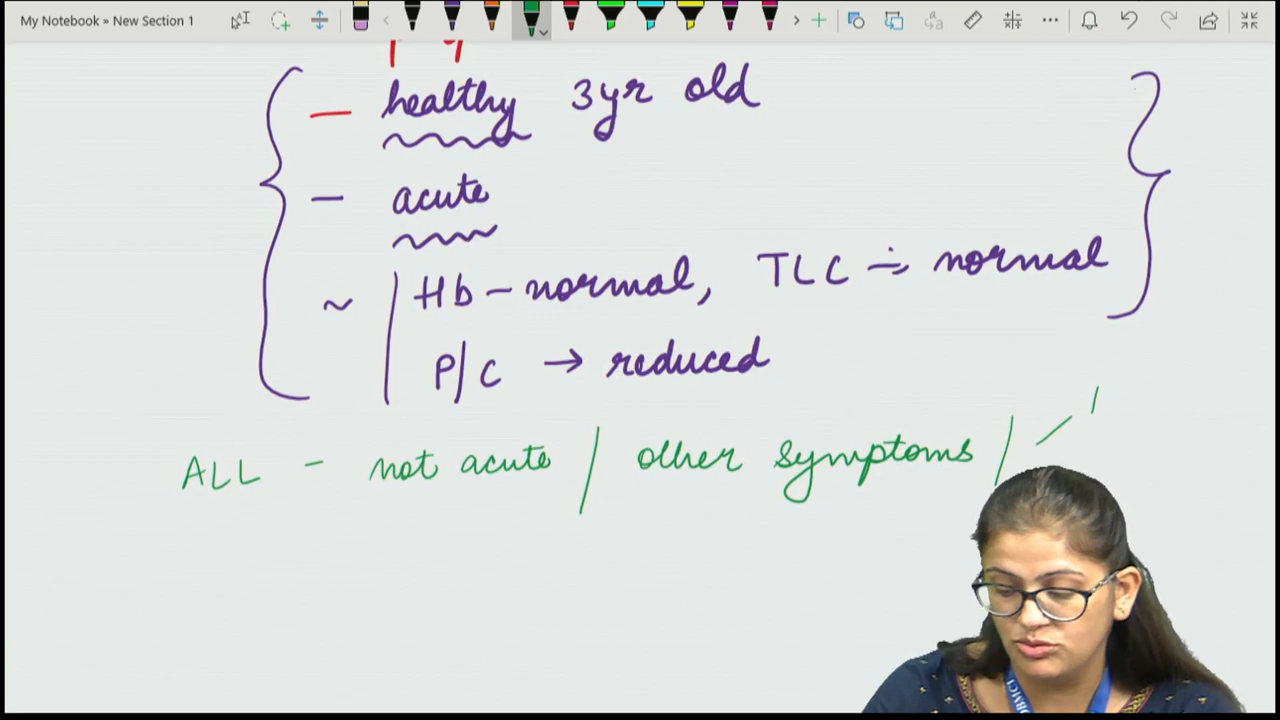 My Notebook » New Section 1
— healthy 3yr old
— acute
~ Hb – normal, TLC ÷ normal
P/C → reduced
ALL – not acute / other symptoms /
DBMCI